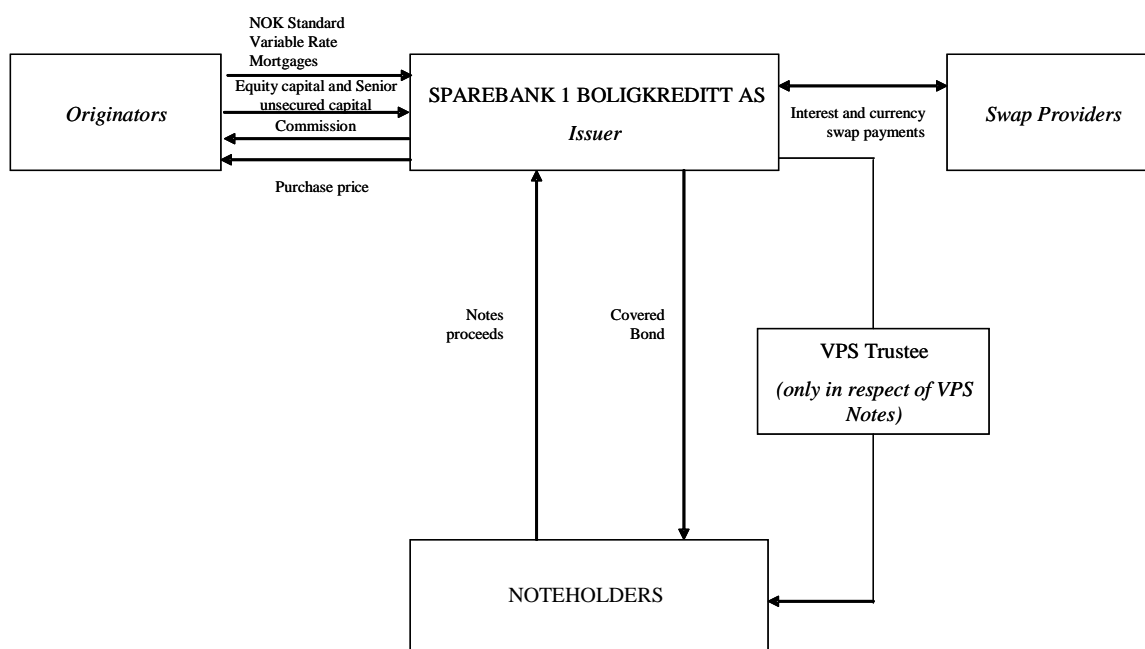 NOK Standard
Variable Rate
Mortgages
Equity capital and Senior
unsecured capital
Commission
Purchase price
Originators
SPAREBANK 1 BOLIGKREDITT AS
Issuer
Interest and currency
swap payments
Swap Providers
Notes
proceeds
Covered
Bond
VPS Trustee
(only in respect of VPS
Notes)
NOTEHOLDERS